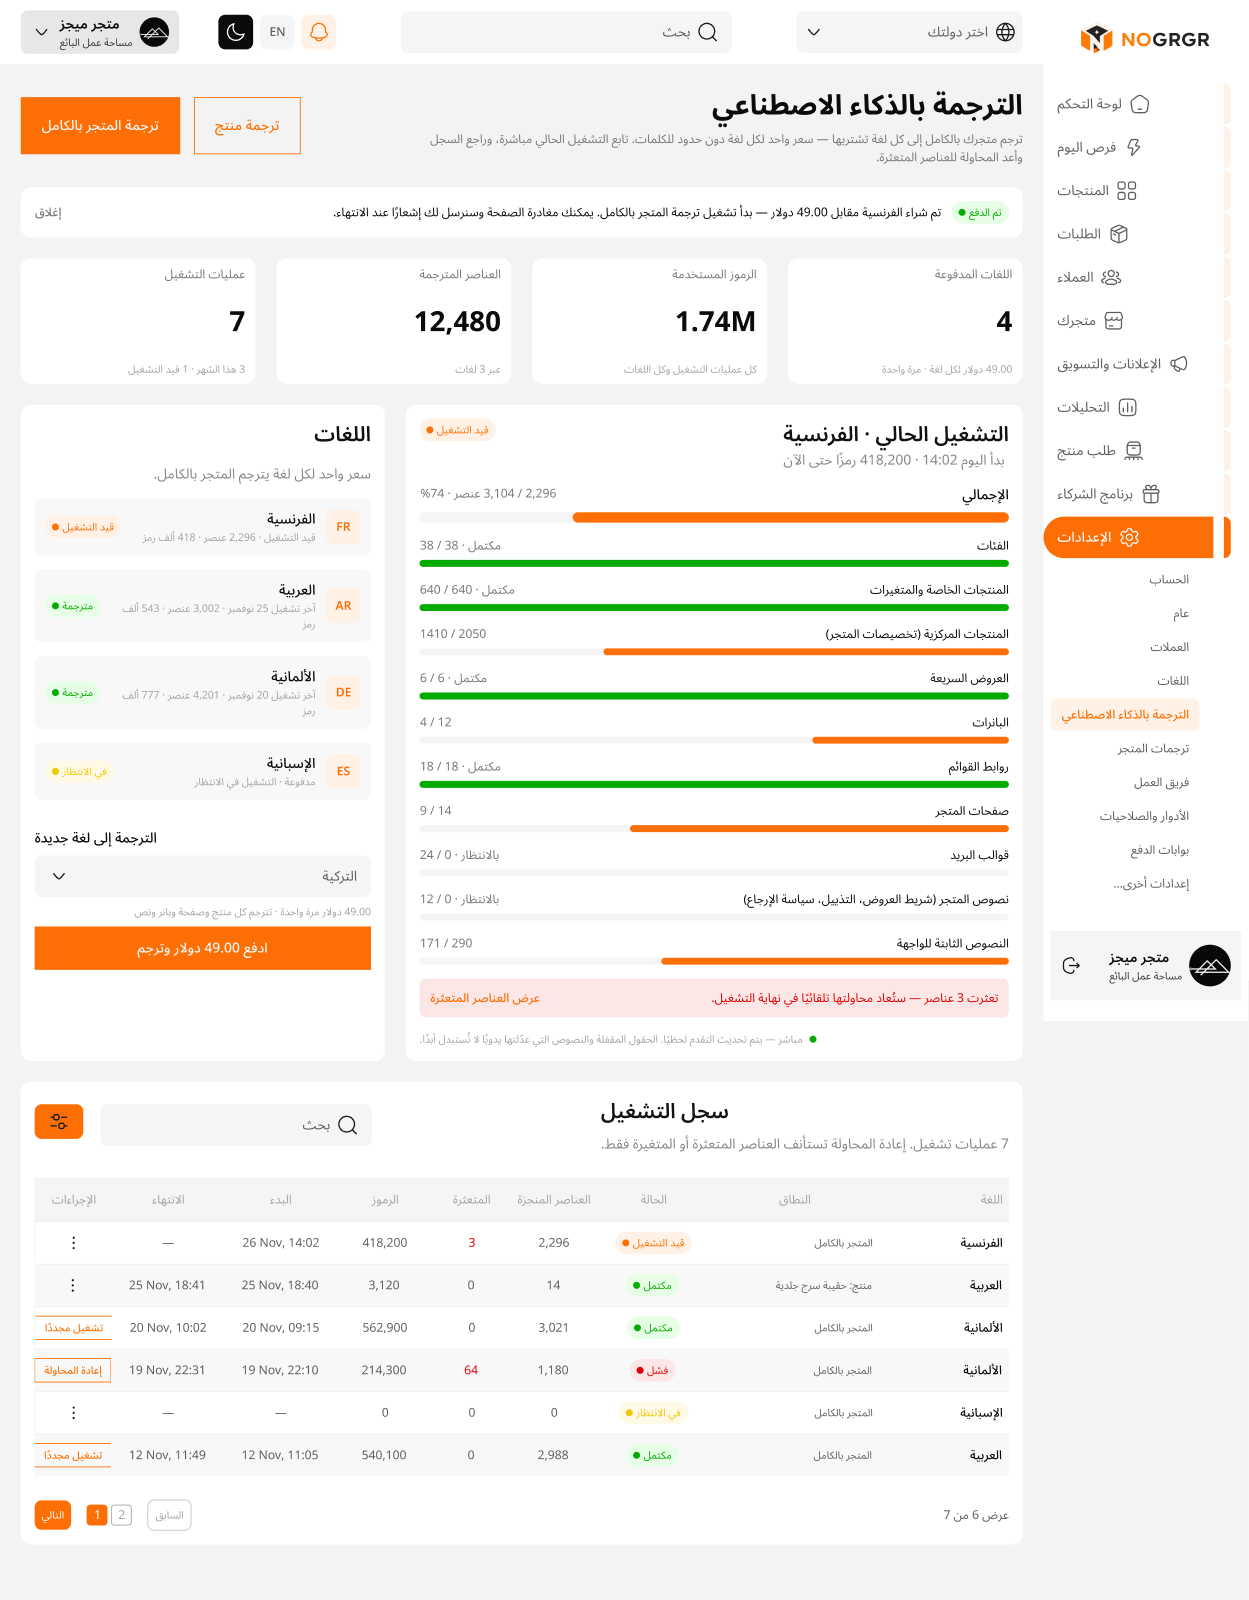 NOGRGR
اختر دولتك
بحث
EN
متجر ميجز
مساحة عمل البائع
لوحة التحكم
فرص اليوم
المنتجات
الطلبات
العملاء
متجرك
الإعلانات والتسويق
التحليلات
طلب منتج
برنامج الشركاء
الإعدادات
الحساب
عام
العملات
اللغات
الترجمة بالذكاء الاصطناعي
ترجمات المتجر
فريق العمل
الأدوار والصلاحيات
بوابات الدفع
إعدادات أخرى...
متجر ميجز
مساحة عمل البائع
الترجمة بالذكاء الاصطناعي
ترجم متجرك بالكامل إلى كل لغة تشتريها — سعر واحد لكل لغة دون حدود للكلمات. تابع التشغيل الحالي مباشرة، وراجع السجل
وأعد المحاولة للعناصر المتعثرة.
ترجمة منتج
ترجمة المتجر بالكامل
تم الدفع
تم شراء الفرنسية مقابل 49.00 دولار — بدأ تشغيل ترجمة المتجر بالكامل. يمكنك مغادرة الصفحة وسنرسل لك إشعارًا عند الانتهاء.
إغلاق
اللغات المدفوعة
4
49.00 دولار لكل لغة · مرة واحدة
الرموز المستخدمة
1.74M
كل عمليات التشغيل وكل اللغات
العناصر المترجمة
12,480
عبر 3 لغات
عمليات التشغيل
7
3 هذا الشهر · 1 قيد التشغيل
التشغيل الحالي · الفرنسية
قيد التشغيل
بدأ اليوم 14:02 · 418,200 رمزًا حتى الآن
الإجمالي
2,296 / 3,104 عنصر · 74%
الفئات
مكتمل · 38 / 38
المنتجات الخاصة والمتغيرات
مكتمل · 640 / 640
المنتجات المركزية (تخصيصات المتجر)
1410 / 2050
العروض السريعة
مكتمل · 6 / 6
البانرات
4 / 12
روابط القوائم
مكتمل · 18 / 18
صفحات المتجر
9 / 14
قوالب البريد
بالانتظار · 0 / 24
نصوص المتجر (شريط العروض، التذييل، سياسة الإرجاع)
بالانتظار · 0 / 12
النصوص الثابتة للواجهة
171 / 290
تعثرت 3 عناصر — ستُعاد محاولتها تلقائيًا في نهاية التشغيل.
عرض العناصر المتعثرة
مباشر — يتم تحديث التقدم لحظيًا. الحقول المقفلة والنصوص التي عدّلتها يدويًا لا تُستبدل أبدًا.
اللغات
سعر واحد لكل لغة يترجم المتجر بالكامل.
FR
الفرنسية
قيد التشغيل · 2,296 عنصر · 418 ألف رمز
قيد التشغيل
AR
العربية
آخر تشغيل 25 نوفمبر · 3,002 عنصر · 543 ألف
رمز
مترجمة
DE
الألمانية
آخر تشغيل 20 نوفمبر · 4,201 عنصر · 777 ألف
رمز
مترجمة
ES
الإسبانية
مدفوعة · التشغيل في الانتظار
في الانتظار
الترجمة إلى لغة جديدة
التركية
49.00 دولار مرة واحدة · تترجم كل منتج وصفحة وبانر ونص
ادفع 49.00 دولار وترجم
سجل التشغيل
7 عمليات تشغيل. إعادة المحاولة تستأنف العناصر المتعثرة أو المتغيرة فقط.
بحث
اللغة النطاق الحالة العناصر المنجزة المتعثرة الرموز البدء الانتهاء الإجراءات
الفرنسية المتجر بالكامل قيد التشغيل 2,296 3 418,200 26 Nov, 14:02 —
العربية منتج: حقيبة سرج جلدية مكتمل 14 0 3,120 25 Nov, 18:40 25 Nov, 18:41
الألمانية المتجر بالكامل مكتمل 3,021 0 562,900 20 Nov, 09:15 20 Nov, 10:02 تشغيل مجددًا
الألمانية المتجر بالكامل فشل 1,180 64 214,300 19 Nov, 22:10 19 Nov, 22:31 إعادة المحاولة
الإسبانية المتجر بالكامل في الانتظار 0 0 0 — —
العربية المتجر بالكامل مكتمل 2,988 0 540,100 12 Nov, 11:05 12 Nov, 11:49 تشغيل مجددًا
عرض 6 من 7
السابق
2
1
التالي